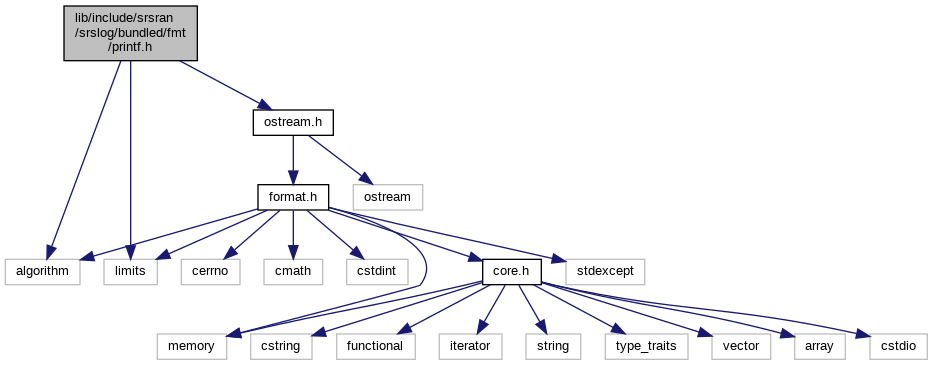 lib/include/srsran
/srslog/bundled/fmt
/printf.h
ostream.h
format.h
ostream
algorithm
limits
cerrno
cmath
cstdint
core.h
stdexcept
memory
cstring
functional
iterator
string
type_traits
vector
array
cstdio